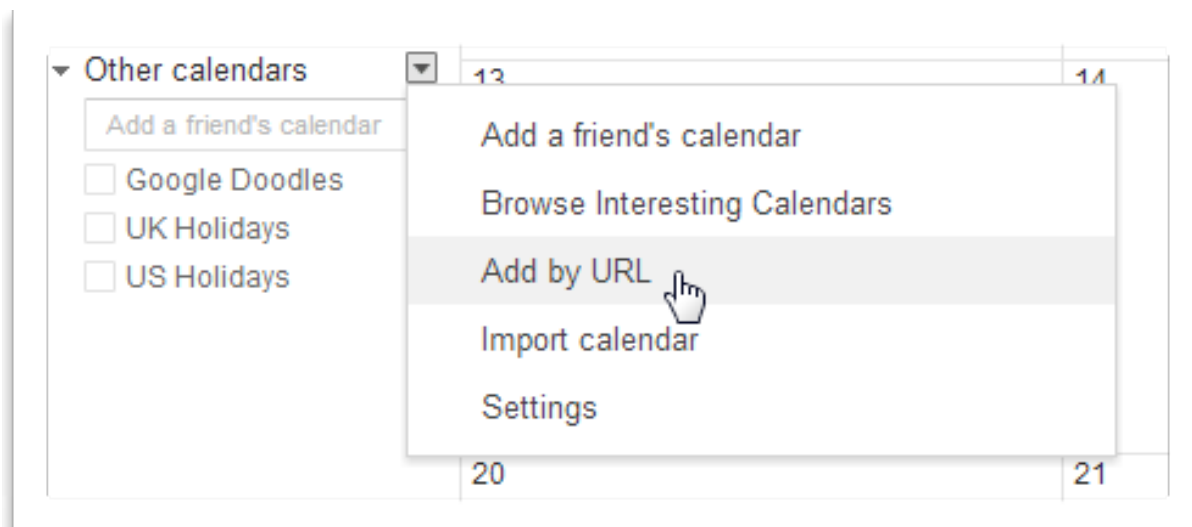 Other calendars
Add a friend's calendar
Google Doodles
UK Holidays
US Holidays
13
14
Add a friend's calendar
Browse Interesting Calendars
Add by URL
Import calendar
Settings
20
21